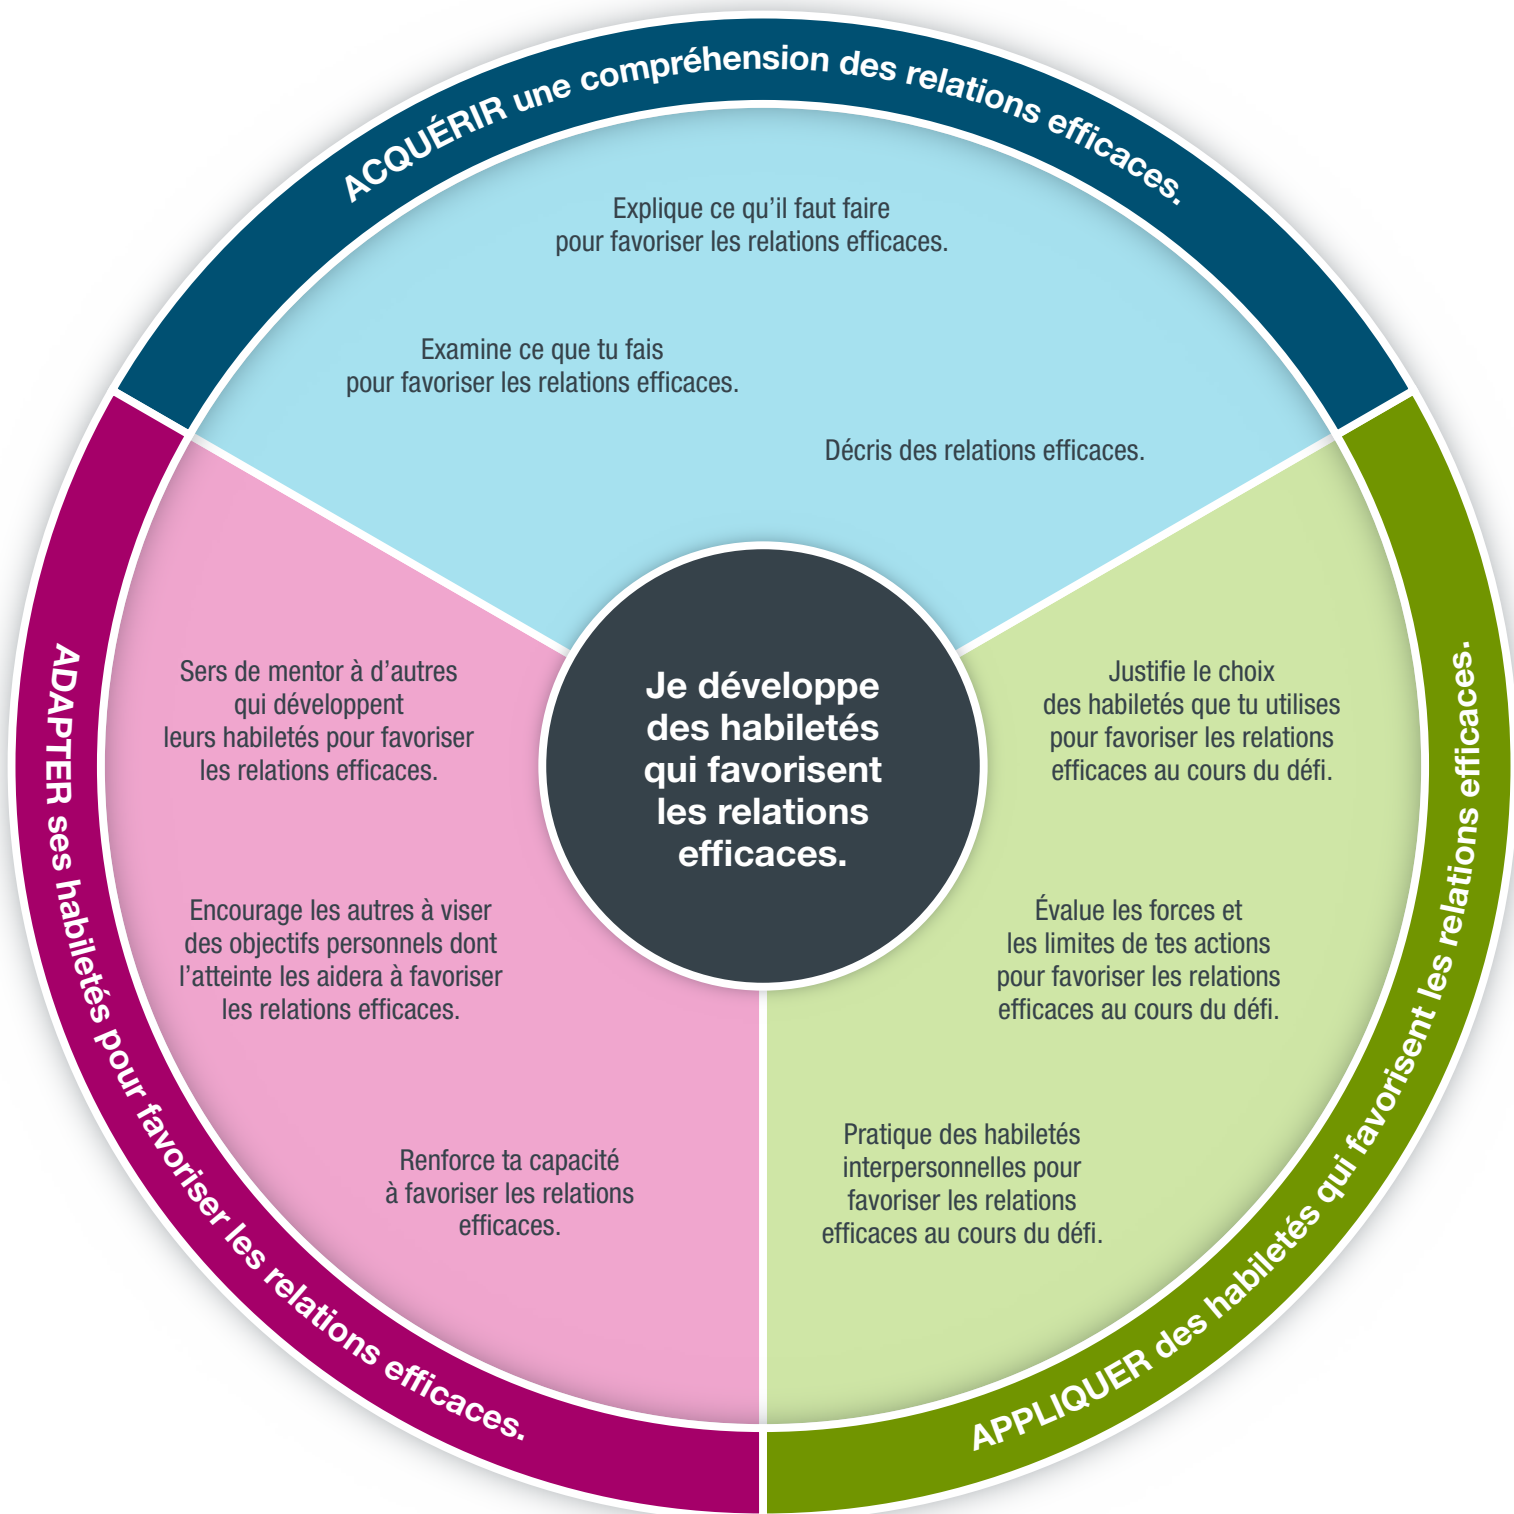 ACQUÉRIR une compréhension des relations efficaces.
Explique ce qu’il faut faire
pour favoriser les relations efficaces.
Examine ce que tu fais
pour favoriser les relations efficaces.
Décris des relations efficaces.
Je développe
des habiletés
qui favorisent
les relations
efficaces.
APPLIQUER des habiletés qui favorisent les relations efficaces.
Justifie le choix
des habiletés que tu utilises
pour favoriser les relations
efficaces au cours du défi.
Évalue les forces et
les limites de tes actions
pour favoriser les relations
efficaces au cours du défi.
Pratique des habiletés
interpersonnelles pour
favoriser les relations
efficaces au cours du défi.
ADAPTER ses habiletés pour favoriser les relations efficaces.
Sers de mentor à d’autres
qui développent
leurs habiletés pour favoriser
les relations efficaces.
Encourage les autres à viser
des objectifs personnels dont
l’atteinte les aidera à favoriser
les relations efficaces.
Renforce ta capacité
à favoriser les relations
efficaces.